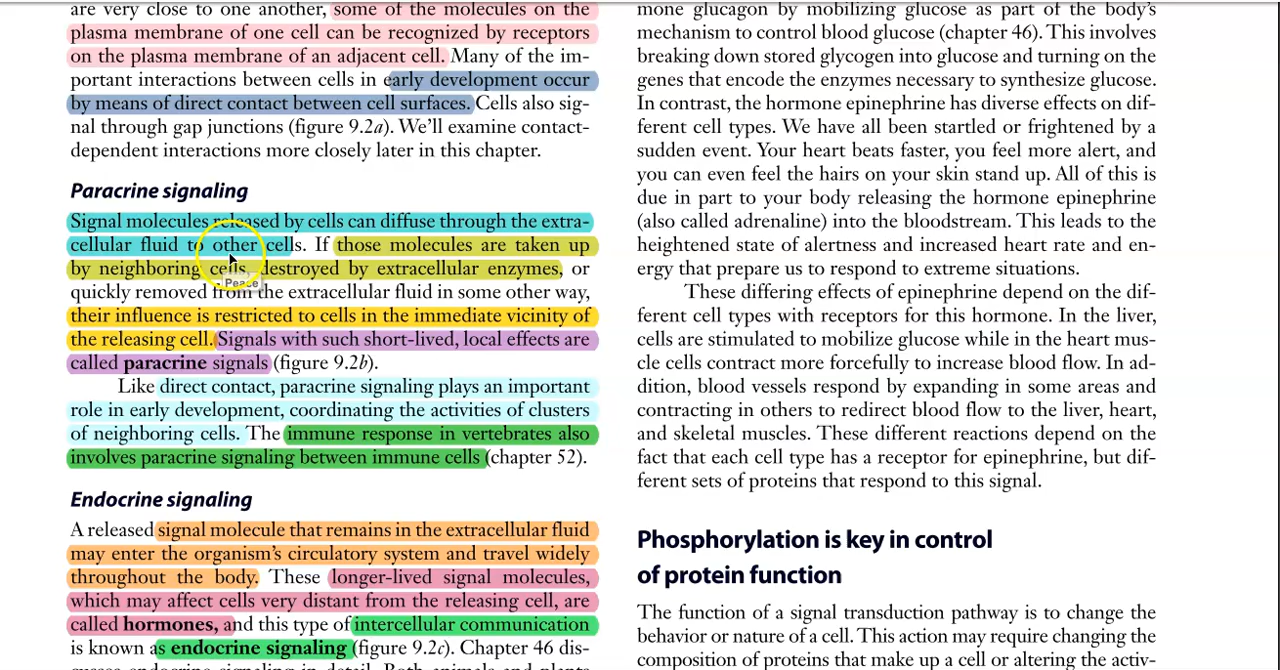 are very close to one another, some of the molecules on the
plasma membrane of one cell can be recognized by receptors
on the plasma membrane of an adjacent cell. Many of the im-
portant interactions between cells in early development occur
by means of direct contact between cell surfaces. Cells also sig-
nal through gap junctions (figure 9.2a). We'll examine contact-
dependent interactions more closely later in this chapter.
Paracrine signaling
Signal molecules released by cells can diffuse through the extra-
cellular fluid to other cells. If those molecules are taken up
by neighboring cells, destroyed by extracellular enzymes, or
Peace
quickly removed from the extracellular fluid in some other way,
their influence is restricted to cells in the immediate vicinity of
the releasing cell. Signals with such short-lived, local effects are
called paracrine signals (figure 9.2b).
Like direct contact, paracrine signaling plays an important
role in early development, coordinating the activities of clusters
of neighboring cells. The immune response in vertebrates also
involves paracrine signaling between immune cells (chapter 52).
Endocrine signaling
A released signal molecule that remains in the extracellular fluid
may enter the organism's circulatory system and travel widely
throughout the body. These longer-lived signal molecules,
which may affect cells very distant from the releasing cell, are
called hormones, and this type of intercellular communication
is known as endocrine signaling (figure 9.2c). Chapter 46 dis-
cusses endocrine signaling in detail. Both animals and plants
mone glucagon by mobilizing glucose as part of the body's
mechanism to control blood glucose (chapter 46). This involves
breaking down stored glycogen into glucose and turning on the
genes that encode the enzymes necessary to synthesize glucose.
In contrast, the hormone epinephrine has diverse effects on dif-
ferent cell types. We have all been startled or frightened by a
sudden event. Your heart beats faster, you feel more alert, and
you can even feel the hairs on your skin stand up. All of this is
due in part to your body releasing the hormone epinephrine
(also called adrenaline) into the bloodstream. This leads to the
heightened state of alertness and increased heart rate and en-
ergy that prepare us to respond to extreme situations.
These differing effects of epinephrine depend on the dif-
ferent cell types with receptors for this hormone. In the liver,
cells are stimulated to mobilize glucose while in the heart mus-
cle cells contract more forcefully to increase blood flow. In ad-
dition, blood vessels respond by expanding in some areas and
contracting in others to redirect blood flow to the liver, heart,
and skeletal muscles. These different reactions depend on the
fact that each cell type has a receptor for epinephrine, but dif-
ferent sets of proteins that respond to this signal.
Phosphorylation is key in control
of protein function
The function of a signal transduction pathway is to change the
behavior or nature of a cell. This action may require changing the
composition of proteins that make up a cell or altering the activ-